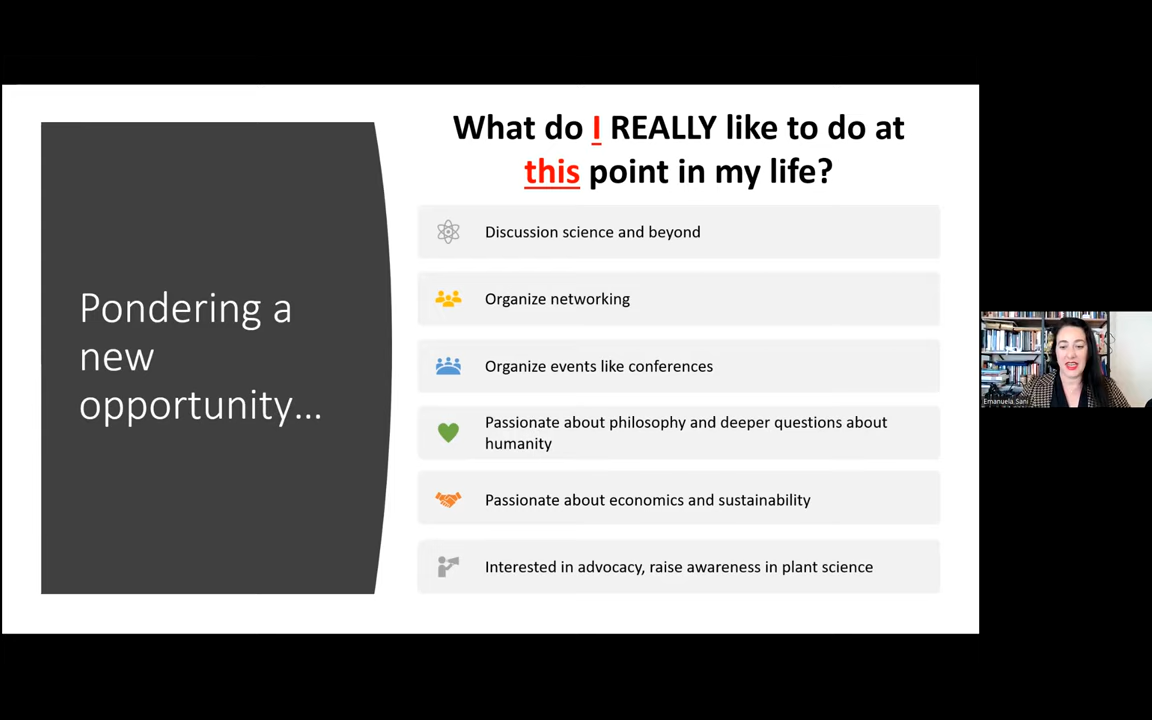 Pondering a
new
opportunity...
What do I REALLY like to do at
this point in my life?
Discussion science and beyond
Organize networking
Organize events like conferences
Passionate about philosophy and deeper questions about
humanity
Passionate about economics and sustainability
Interested in advocacy, raise awareness in plant science
Emanuela Sani